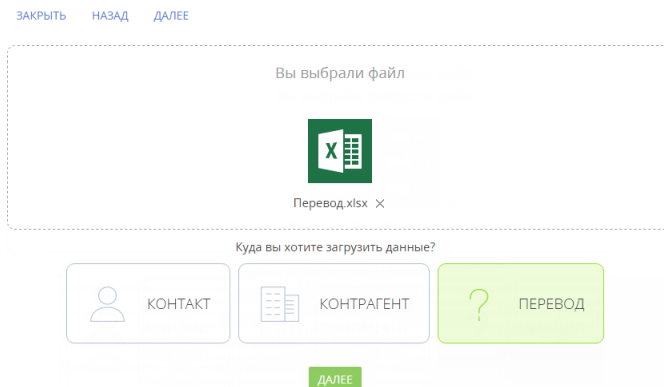 ЗАКРЫТЬ НАЗАД ДАЛЕЕ
Вы выбрали файл
X
Перевод.xlsx ×
Куда вы хотите загрузить данные?
КОНТАКТ КОНТРАГЕНТ ? ПЕРЕВОД
ДАЛЕЕ